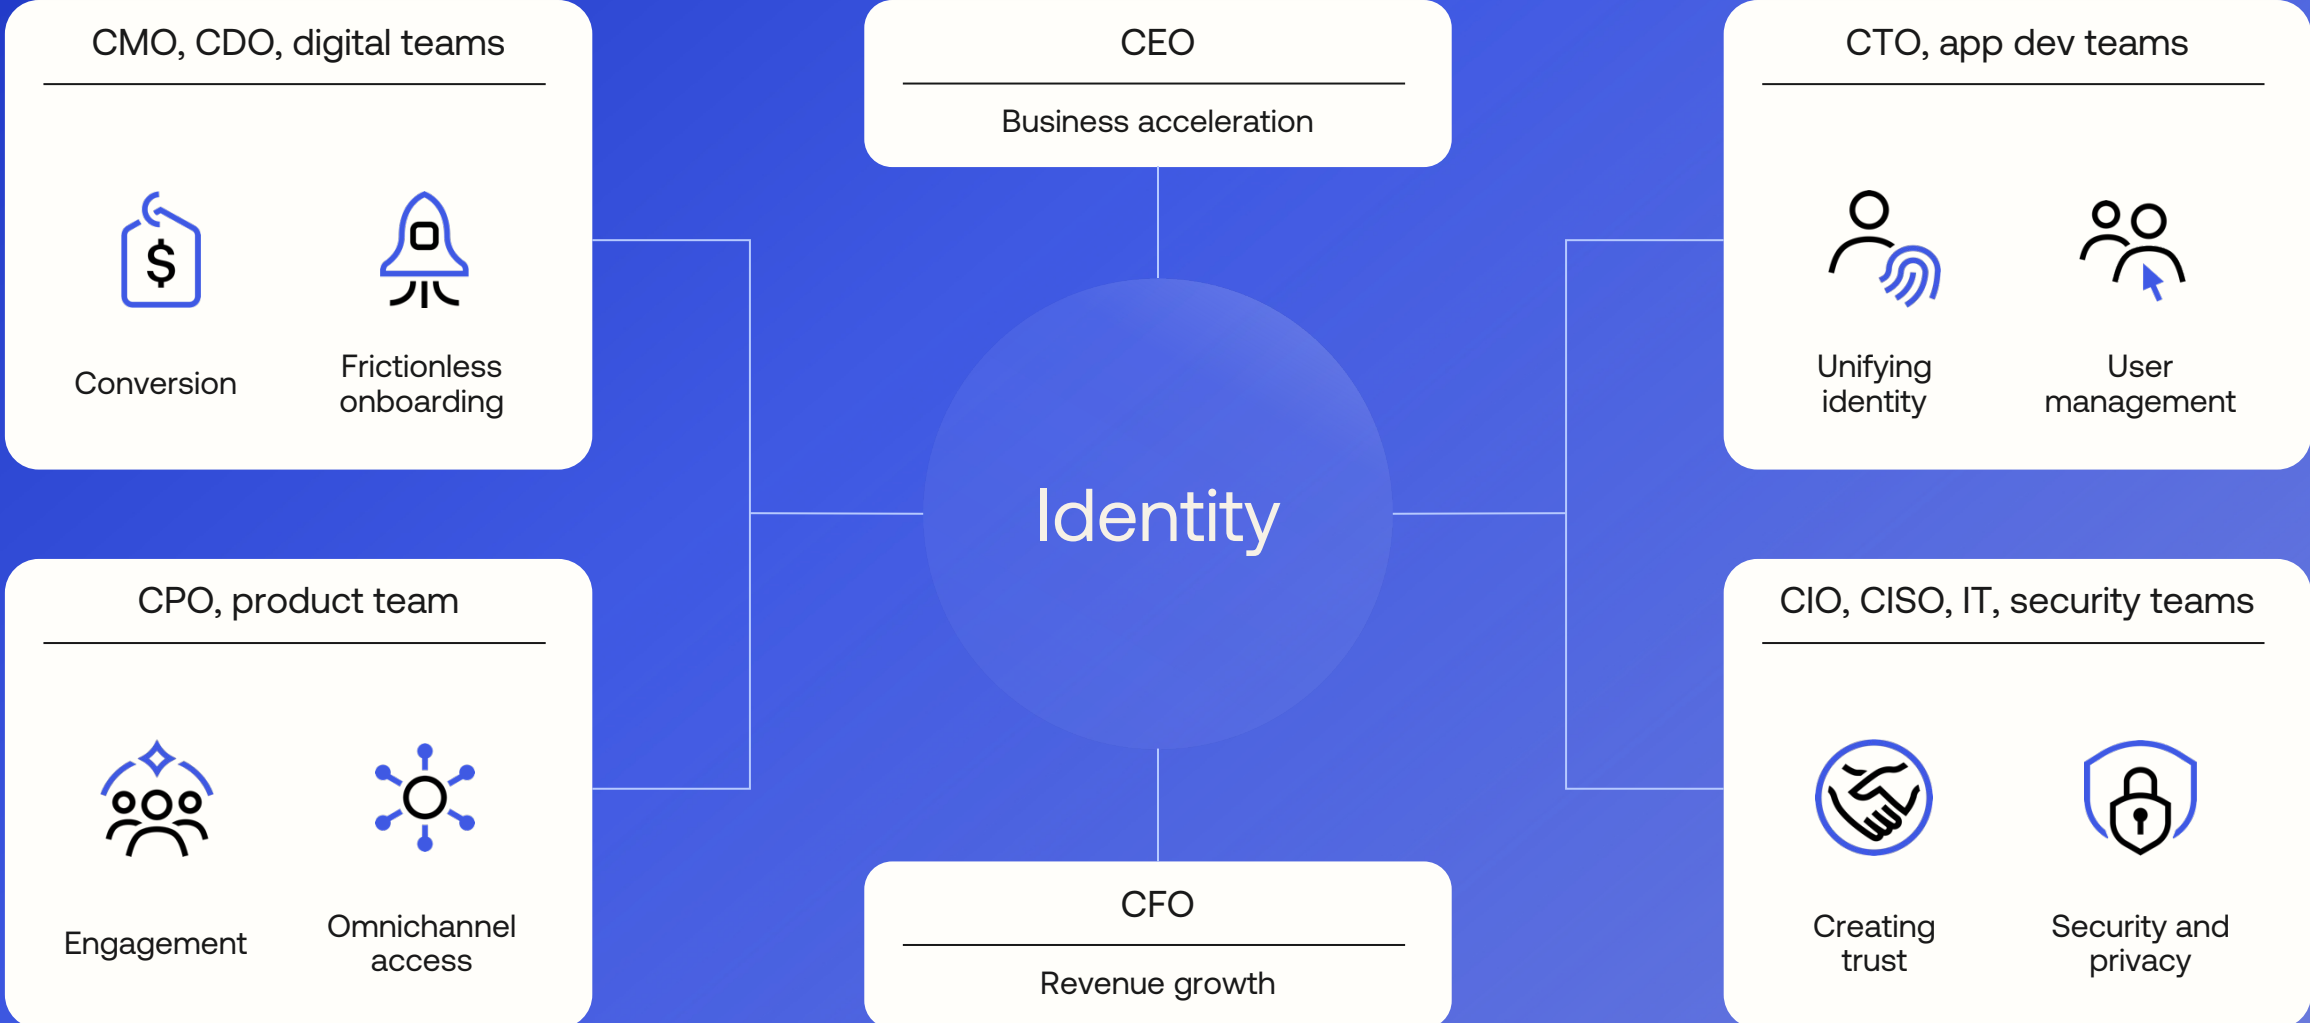 CMO, CDO, digital teams
$
Conversion
Frictionless
onboarding
CEO
Business acceleration
CTO, app dev teams
Unifying
identity
User
management
Identity
CPO, product team
Engagement
Omnichannel
access
CFO
Revenue growth
CIO, CISO, IT, security teams
Creating
trust
Security and
privacy